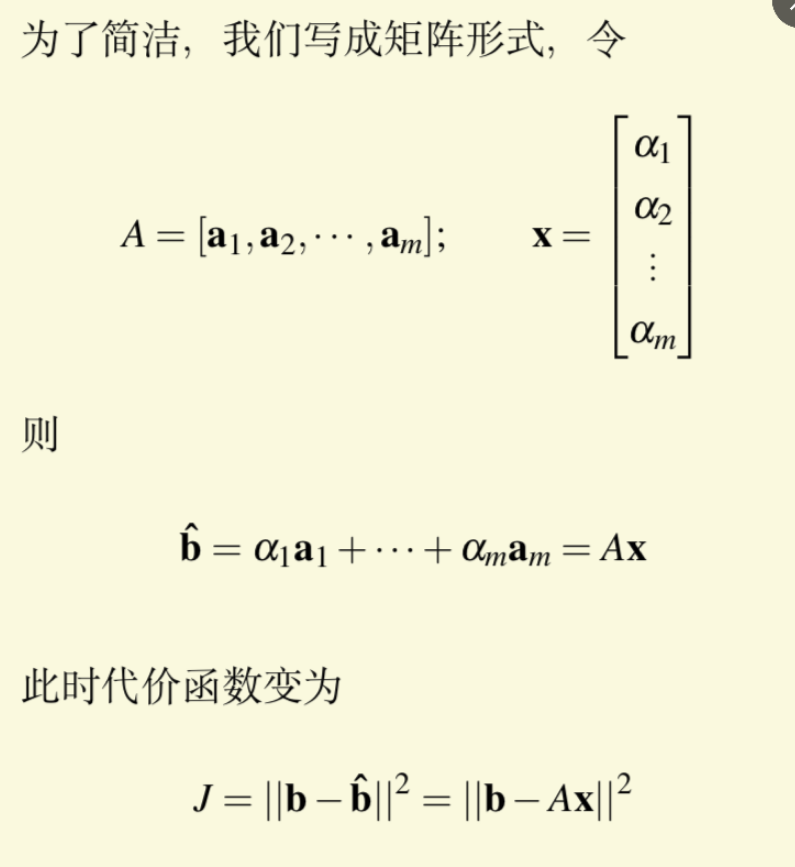 为了简洁，我们写成矩阵形式，令
A = [a₁, a₂, ⋯ , aₘ];  x = [α₁ α₂ ⋮ αₘ]
则
b̂ = α₁a₁ + ⋯ + αₘaₘ = Ax
此时代价函数变为
J = ||b − b̂||² = ||b − Ax||²